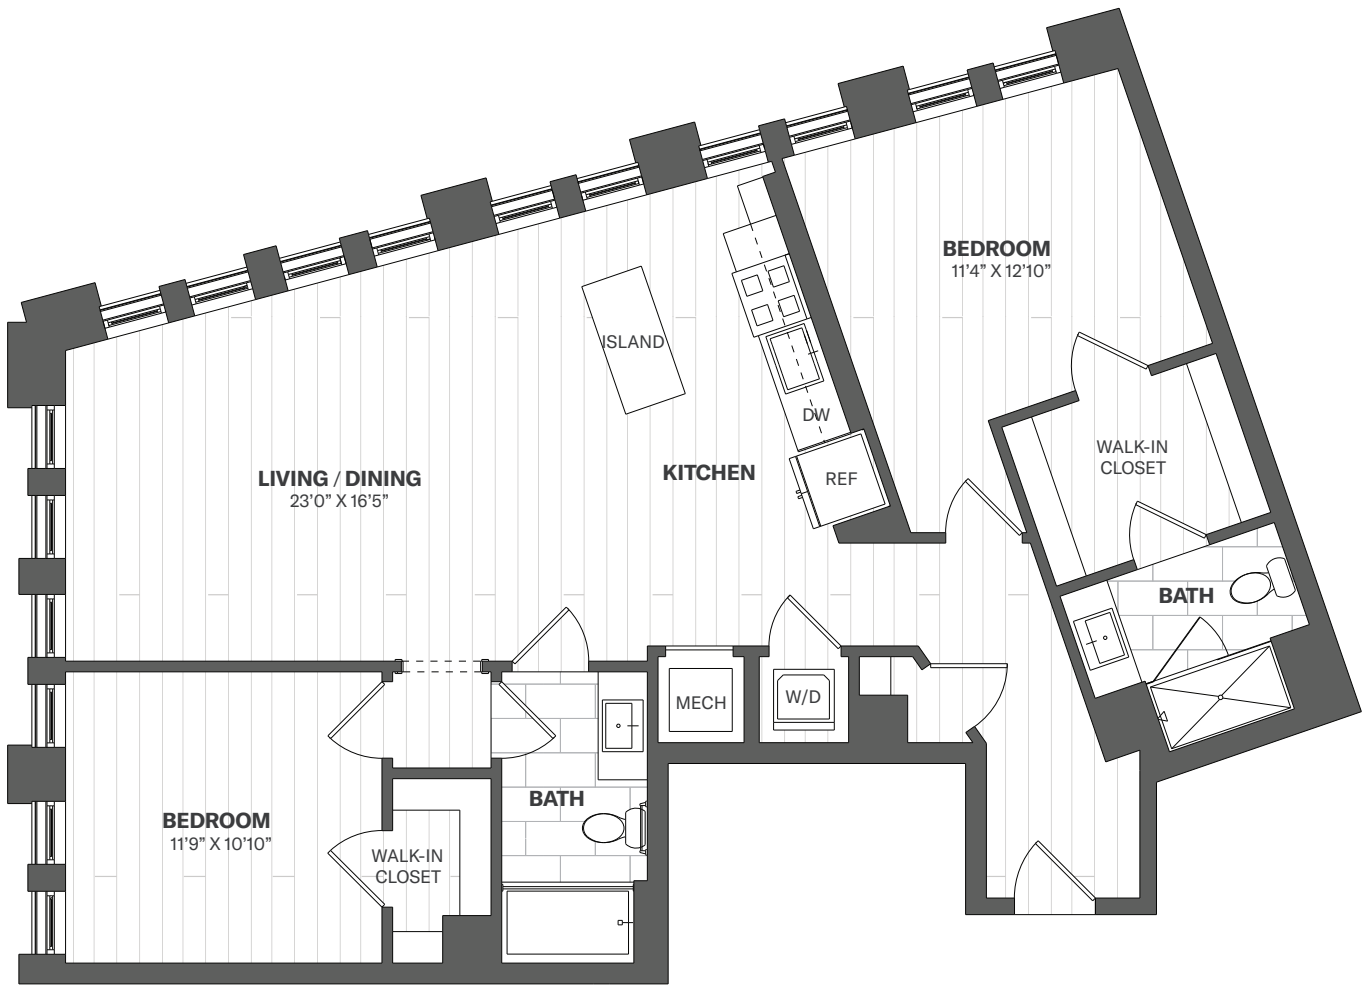 BEDROOM
11’4” X 12’10”
ISLAND
DW
WALK-IN
CLOSET
LIVING / DINING
23’0” X 16’5”
KITCHEN
REF
BATH
MECH
W/D
BATH
BEDROOM
11’9” X 10’10”
WALK-IN
CLOSET